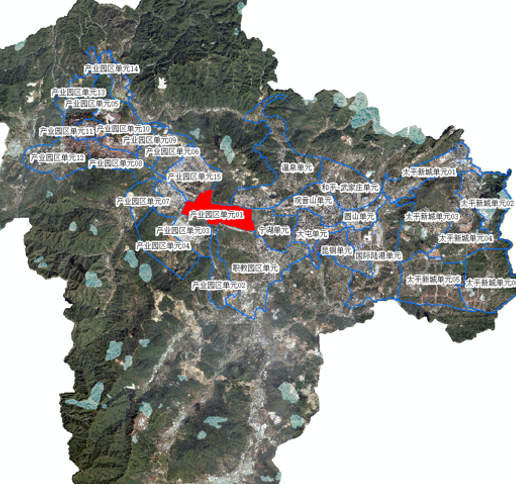 产业园区单元14
产业园区单元13
产业园区单元05
产业园区单元11
产业园区单元10
产业园区单元09
产业园区单元06
产业园区单元12
产业园区单元08
产业园区单元15
温泉单元
太平新城单元01
和平-武家庄单元
产业园区单元07
观音山单元
太平新城单元02
产业园区单元01
西山单元
太平新城单元03
产业园区单元03
宁湖单元
大屯单元
产业园区单元04
太平新城单元04
昆钢单元
国际陆港单元
职教园区单元
产业园区单元02
太平新城单元05
太平新城单元0